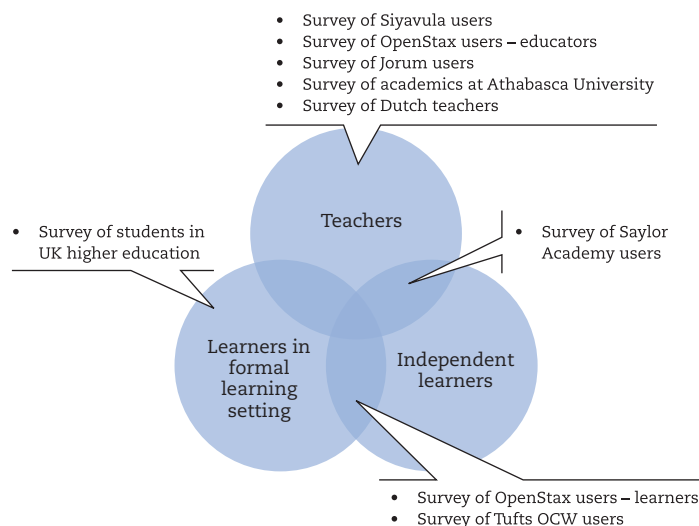 • Survey of Siyavula users
• Survey of OpenStax users – educators
• Survey of Jorum users
• Survey of academics at Athabasca University
• Survey of Dutch teachers
Teachers
• Survey of students in
UK higher education
• Survey of Saylor
Academy users
Learners in
formal
learning
setting
Independent
learners
• Survey of OpenStax users – learners
• Survey of Tufts OCW users